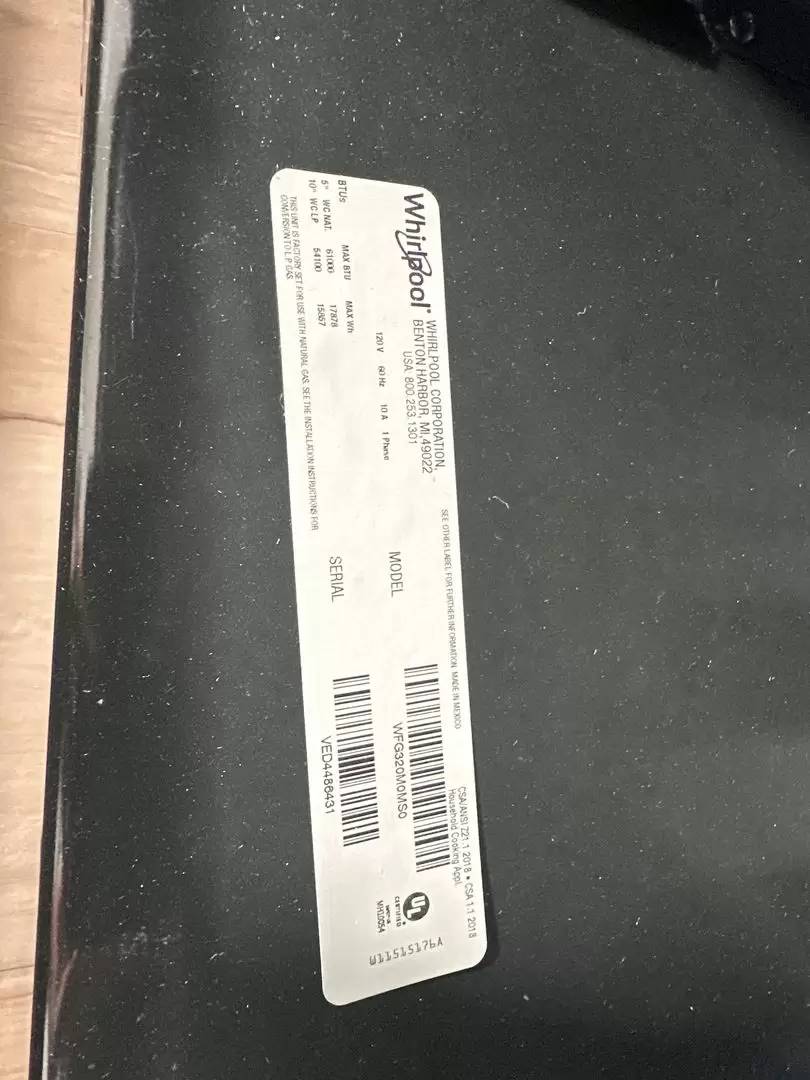 Whirlpool®
WHIRLPOOL CORPORATION,
BENTON HARBOR, MI, 49022
USA 800.253.1301
SEE OTHER LABEL FOR FURTHER INFORMATION MADE IN MEXICO
CSA/ANSI Z21.1 2018 • CSA 1.1 2018
Household Cooking Appl.
120 V 60 Hz 10 A 1 Phase
MODEL
WFG320M0MS0
BTUs MAX BTU MAX Wh
5" WC NAT. 61000 17878
10" WC LP 54100 15857
SERIAL
VED4486431
THIS UNIT IS FACTORY SET FOR USE WITH NATURAL GAS. SEE THE INSTALLATION INSTRUCTIONS FOR
CONVERSION TO L.P GAS.
UL
CERTIFIED
MH10054
W11515176A